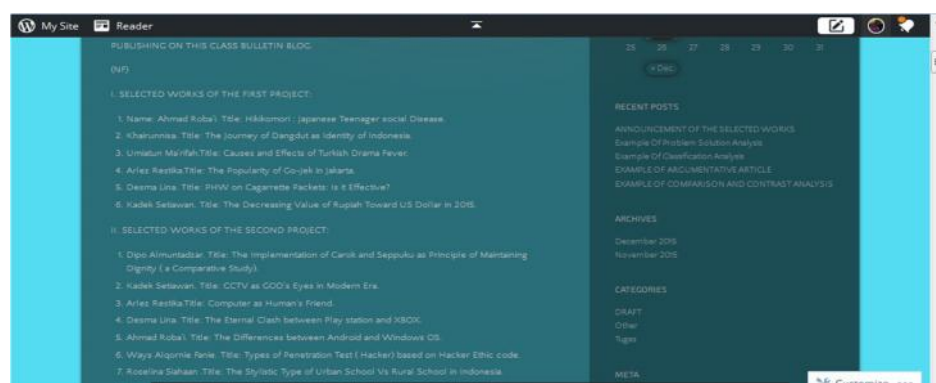 My Site Reader
PUBLISHING ON THIS CLASS BULLETIN BLOG.
(NF)
I. SELECTED WORKS OF THE FIRST PROJECT:
1. Name: Ahmad Roba'i. Title: Hikikomori : Japanese Teenager social Disease.
2. Khairunnisa. Title: The Journey of Dangdut as Identity of Indonesia.
3. Umiatun Ma'rifah.Title: Causes and Effects of Turkish Drama Fever.
4. Arlez Restika.Title: The Popularity of Go-jek in Jakarta.
5. Desma Lina. Title: PHW on Cagarrette Packets: Is it Effective?
6. Kadek Setiawan. Title: The Decreasing Value of Rupiah Toward US Dollar in 2015.
II. SELECTED WORKS OF THE SECOND PROJECT:
1. Dipo Almuntadzar. Title: The Implementation of Carok and Seppuku as Principle of Maintaining
Dignity ( a Comparative Study).
2. Kadek Setiawan. Title: CCTV as GOD's Eyes in Modern Era.
3. Arlez Restika.Title: Computer as Human's Friend.
4. Desma Lina. Title: The Eternal Clash between Play station and XBOX.
5. Ahmad Roba'i. Title: The Differences between Android and Windows OS.
6. Ways Alqornie Fanie. Title: Types of Penetration Test ( Hacker) based on Hacker Ethic code.
7. Roselina Siahaan .Title: The Stylistic Type of Urban School Vs Rural School in Indonesia
25 26 27 28 29 30 31
« Dec
RECENT POSTS
ANNOUNCEMENT OF THE SELECTED WORKS
Example Of Problem Solution Analysis
Example Of Classification Analysis
EXAMPLE OF ARGUMENTATIVE ARTICLE
EXAMPLE OF COMPARISON AND CONTRAST ANALYSIS
ARCHIVES
December 2015
November 2015
CATEGORIES
DRAFT
Other
Tugas
META
Customize